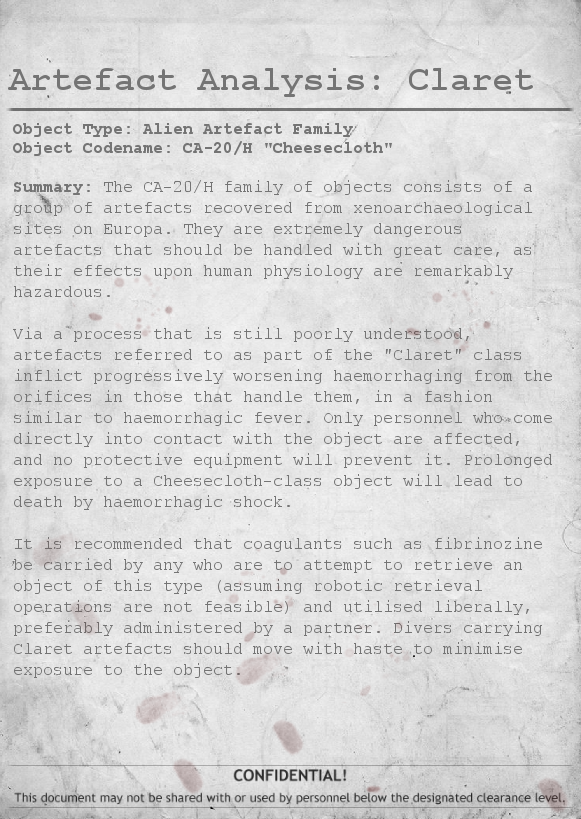 Artefact Analysis: Claret
Object Type: Alien Artefact Family
Object Codename: CA-20/H "Cheesecloth"
Summary: The CA-20/H family of objects consists of a
group of artefacts recovered from xenoarchaeological
sites on Europa. They are extremely dangerous
artefacts that should be handled with great care, as
their effects upon human physiology are remarkably
hazardous.
Via a process that is still poorly understood,
artefacts referred to as part of the "Claret" class
inflict progressively worsening haemorrhaging from the
orifices in those that handle them, in a fashion
similar to haemorrhagic fever. Only personnel who come
directly into contact with the object are affected,
and no protective equipment will prevent it. Prolonged
exposure to a Cheesecloth-class object will lead to
death by haemorrhagic shock.
It is recommended that coagulants such as fibrinozine
be carried by any who are to attempt to retrieve an
object of this type (assuming robotic retrieval
operations are not feasible) and utilised liberally,
preferably administered by a partner. Divers carrying
Claret artefacts should move with haste to minimise
exposure to the object.
CONFIDENTIAL!
This document may not be shared with or used by personnel below the designated clearance level.